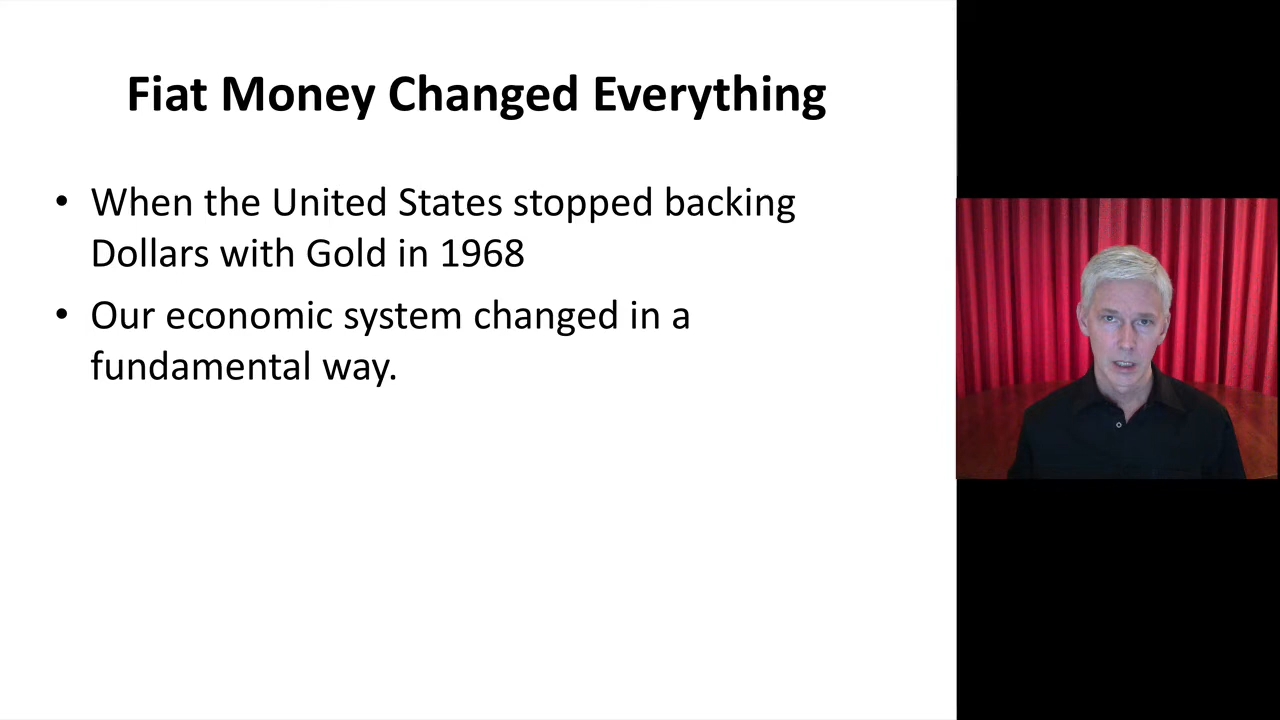 Fiat Money Changed Everything
• When the United States stopped backing
Dollars with Gold in 1968
• Our economic system changed in a
fundamental way.